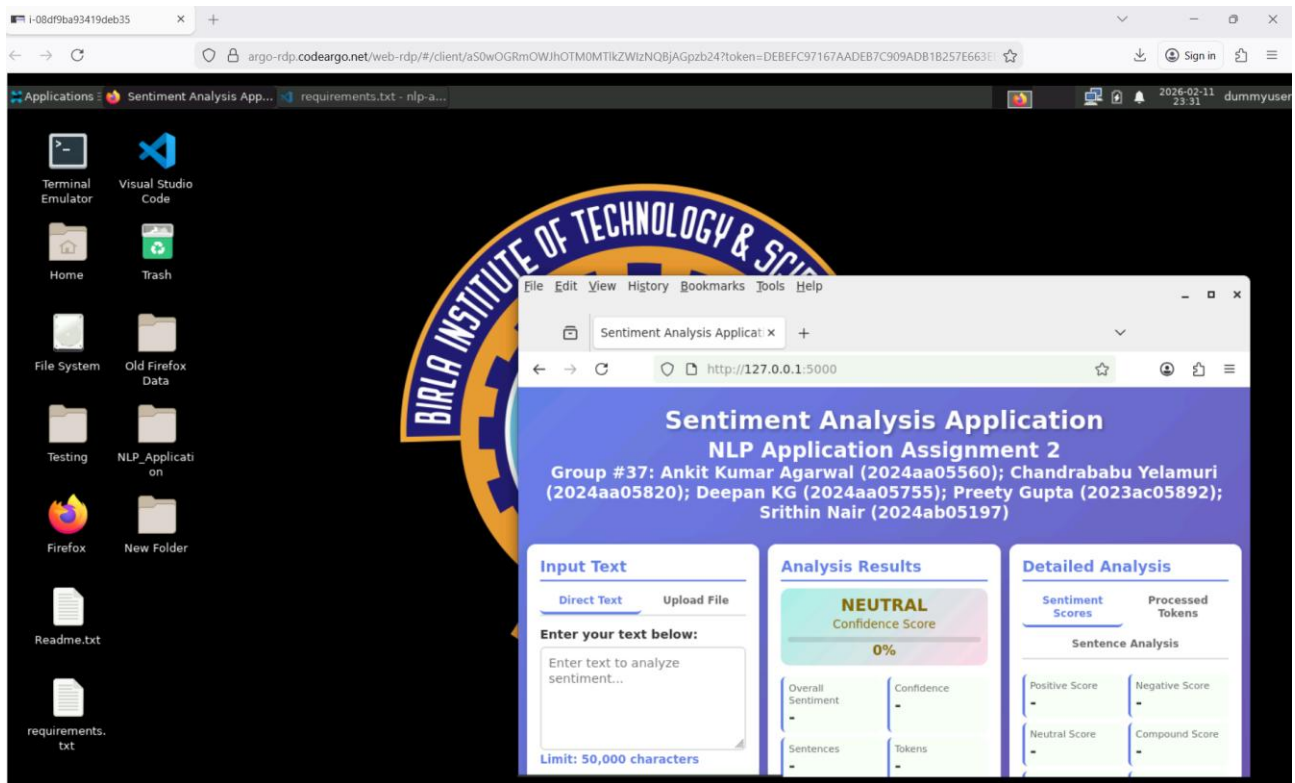 i-08df9ba93419deb35
argo-rdp.codeargo.net/web-rdp/#/client/aS0wOGRmOWJhOTM0MTlkZWIzNQBjAGpzb24?token=DEBEFC97167AADEB7C909ADB1B257E663E
Sign in
Applications
Sentiment Analysis App...
requirements.txt - nlp-a...
2026-02-11
23:31
dummyuser
Terminal
Emulator
Visual Studio
Code
Home
Trash
File System
Old Firefox
Data
Testing
NLP_Applicati
on
Firefox
New Folder
Readme.txt
requirements.
txt
BIRLA INSTITUTE OF TECHNOLOGY &
File Edit View History Bookmarks Tools Help
Sentiment Analysis Applicati
http://127.0.0.1:5000
Sentiment Analysis Application
NLP Application Assignment 2
Group #37: Ankit Kumar Agarwal (2024aa05560); Chandrababu Yelamuri
(2024aa05820); Deepan KG (2024aa05755); Preety Gupta (2023ac05892);
Srithin Nair (2024ab05197)
Input Text
Direct Text Upload File
Enter your text below:
Enter text to analyze
sentiment...
Limit: 50,000 characters
Analysis Results
NEUTRAL
Confidence Score
0%
Overall
Sentiment
-
Confidence
-
Sentences
-
Tokens
-
Detailed Analysis
Sentiment
Scores
Processed
Tokens
Sentence Analysis
Positive Score
-
Negative Score
-
Neutral Score
-
Compound Score
-